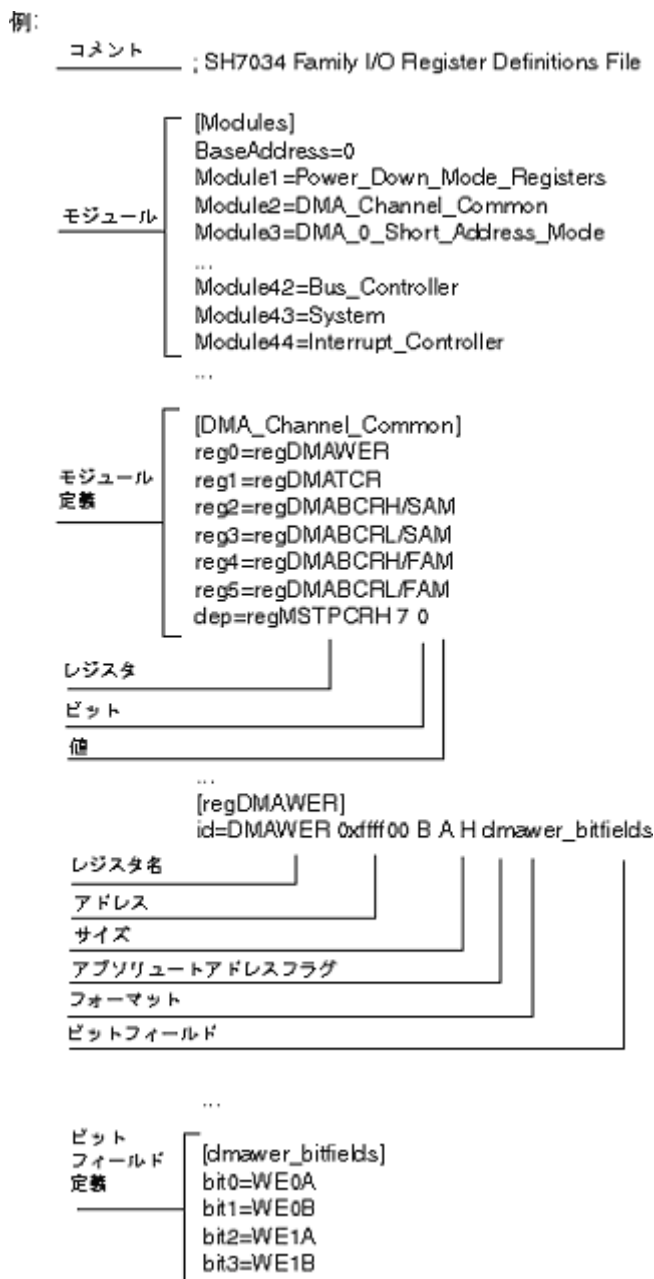 例:
コメント ; SH7034 Family I/O Register Definitions File
[Modules]
BaseAddress=0
Module1=Power_Down_Mode_Registers
Module2=DMA_Channel_Common
モジュール
Module3=DMA_0_Short_Address_Mode
...
Module42=Bus_Controller
Module43=System
Module44=Interrupt_Controller
...
[DMA_Channel_Common]
reg0=regDMAWER
モジュール
定義
reg1=regDMATCR
reg2=regDMABCRH/SAM
reg3=regDMABCRL/SAM
reg4=regDMABCRH/FAM
reg5=regDMABCRL/FAM
dep=regMSTPCRH 7 0
レジスタ
ビット
値
...
[regDMAWER]
id=DMAWER 0xffff00 B A H dmawer_bitfields
レジスタ名
アドレス
サイズ
アブソリュートアドレスフラグ
フォーマット
ビットフィールド
...
ビット
フィールド
定義
[dmawer_bitfields]
bit0=WE0A
bit1=WE0B
bit2=WE1A
bit3=WE1B